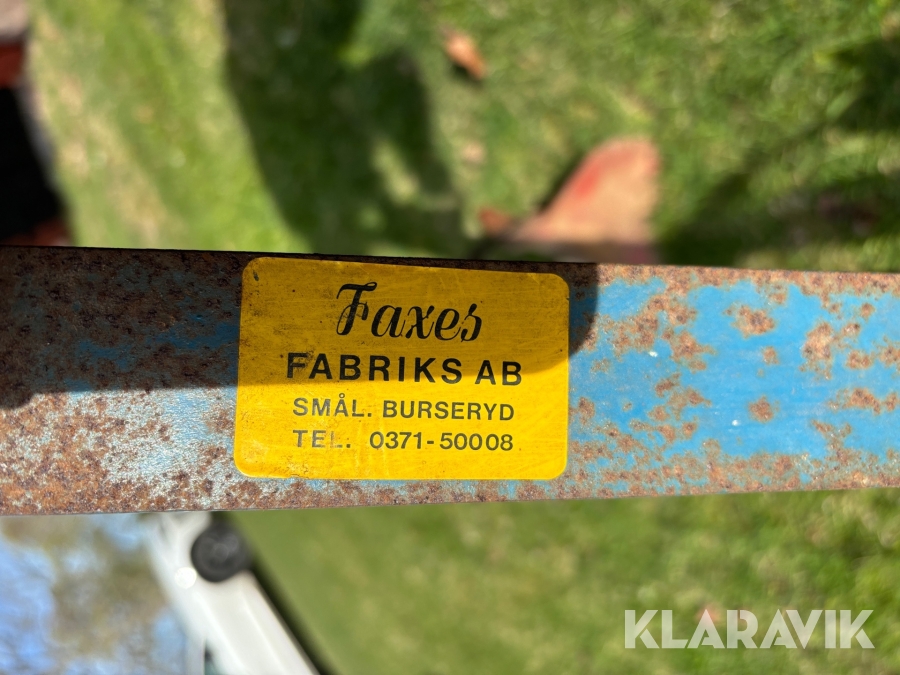 Faxes
FABRIKS AB
SMÅL. BURSERYD
TEL. 0371-50008
KLARAVIK